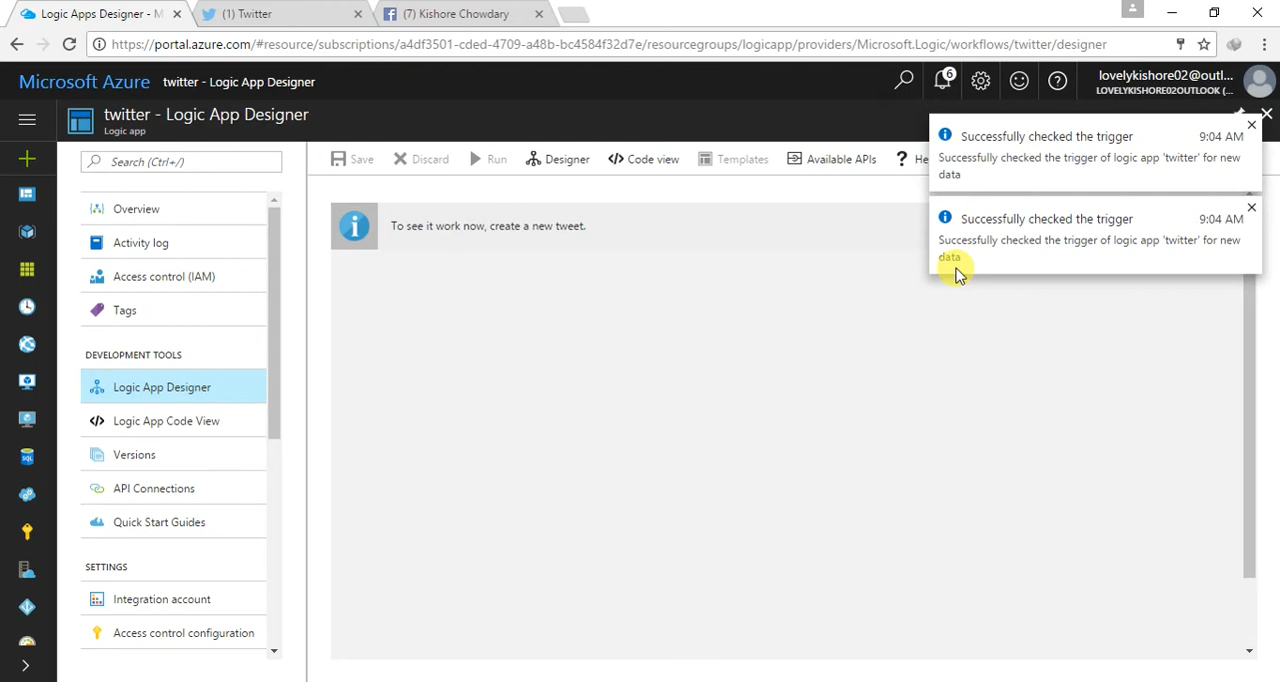 Logic Apps Designer - M
(1) Twitter
(7) Kishore Chowdary
https://portal.azure.com/#resource/subscriptions/a4df3501-cded-4709-a48b-bc4584f32d7e/resourcegroups/logicapp/providers/Microsoft.Logic/workflows/twitter/designer
Microsoft Azure twitter - Logic App Designer
6
lovelykishore02@outl...
LOVELYKISHORE02OUTLOOK (...
twitter - Logic App Designer
Logic app
Search (Ctrl+/)
Overview
Activity log
Access control (IAM)
Tags
DEVELOPMENT TOOLS
Logic App Designer
Logic App Code View
Versions
API Connections
Quick Start Guides
SETTINGS
Integration account
Access control configuration
Save Discard Run Designer Code view Templates Available APIs He
To see it work now, create a new tweet.
Successfully checked the trigger 9:04 AM
Successfully checked the trigger of logic app 'twitter' for new
data
Successfully checked the trigger 9:04 AM
Successfully checked the trigger of logic app 'twitter' for new
data